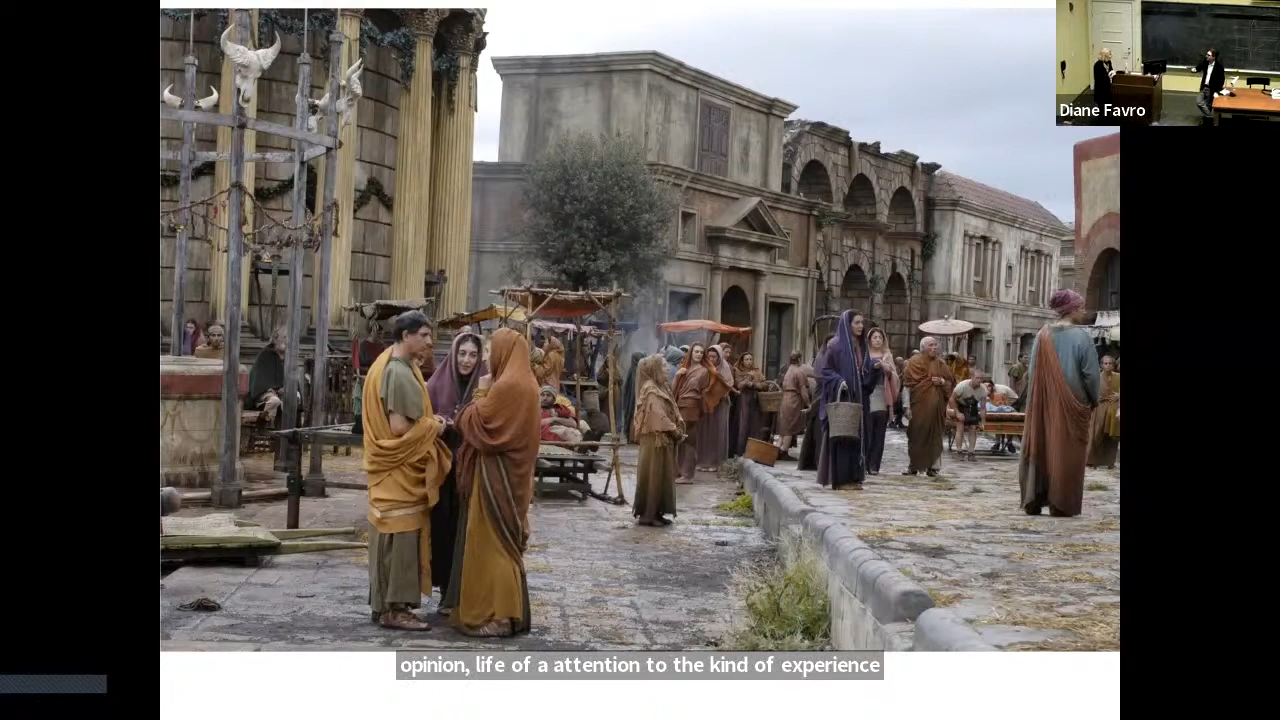 Diane Favro
opinion, life of a attention to the kind of experience